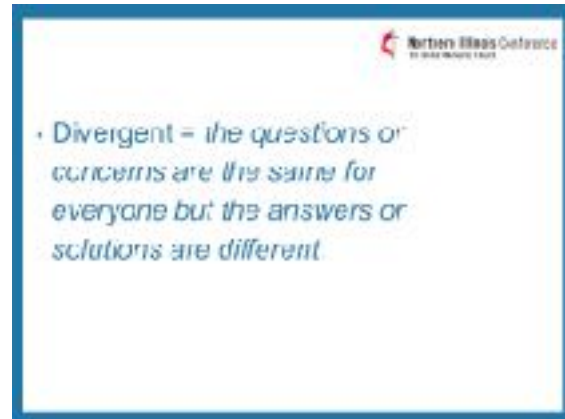 Northern Illinois Conference
• Divergent = the questions or
concerns are the same for
everyone but the answers or
solutions are different